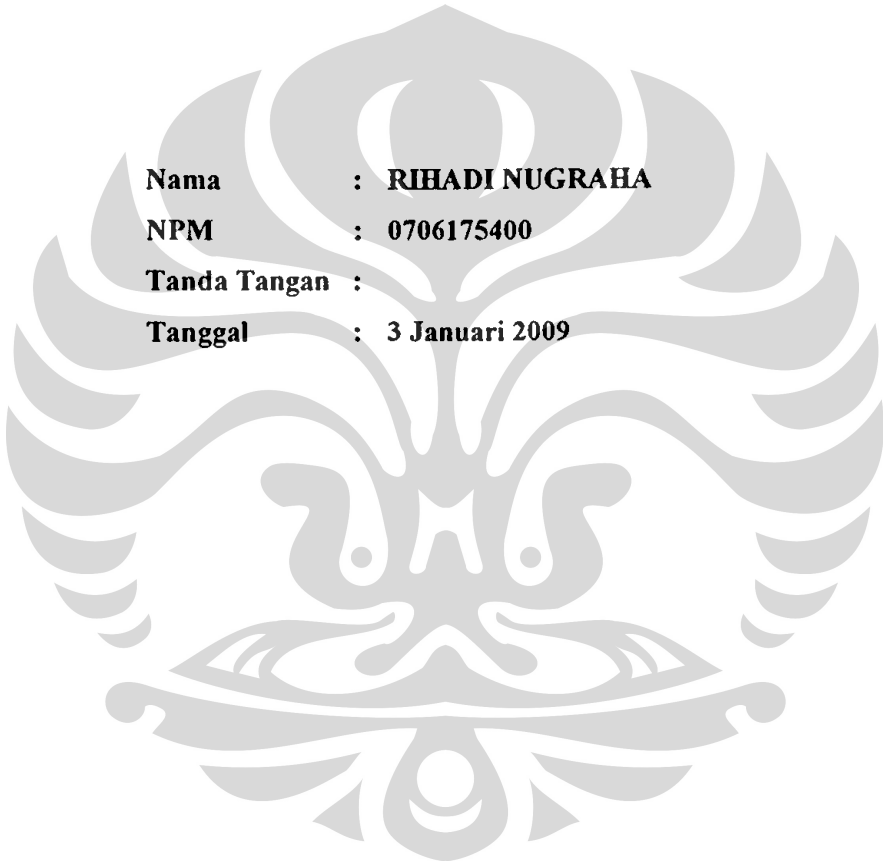 Nama : RIHADI NUGRAHA
NPM : 0706175400
Tanda Tangan :
Tanggal : 3 Januari 2009